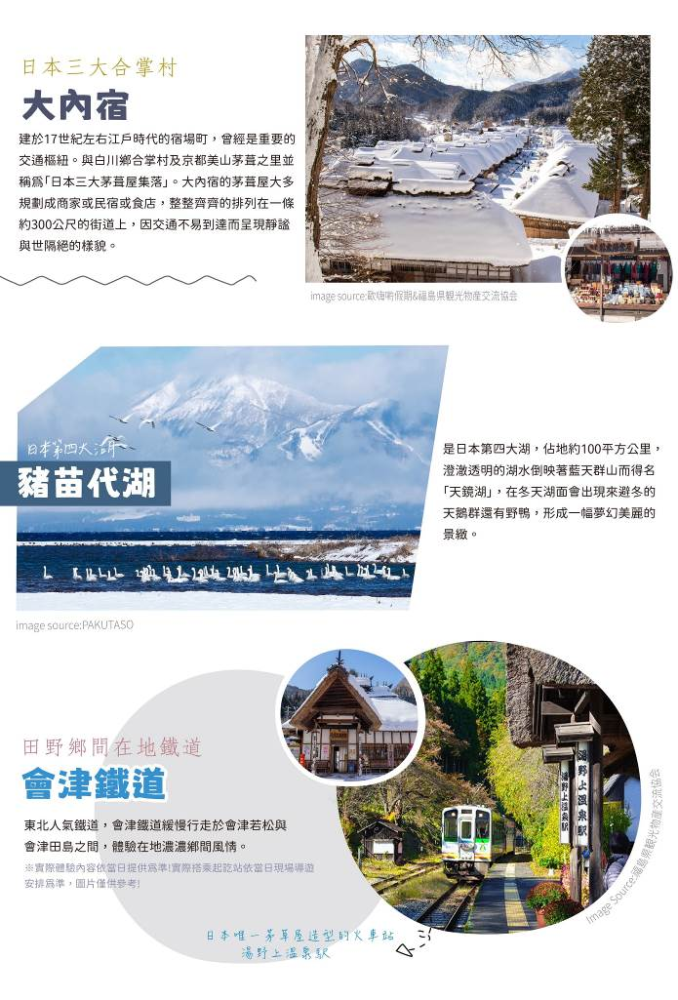 日本三大合掌村
大內宿
建於17世紀左右江戶時代的宿場町，曾經是重要的
交通樞紐。與白川鄉合掌村及京都美山茅葺之里並
稱為「日本三大茅葺屋集落」。大內宿的茅葺屋大多
規劃成商家或民宿或食店，整整齊齊的排列在一條
約300公尺的街道上，因交通不易到達而呈現靜謐
與世隔絕的樣貌。
image source:歐嗨喲假期&福島県観光物産交流協会
日本第四大湖
豬苗代湖
是日本第四大湖，佔地約100平方公里，
澄澈透明的湖水倒映著藍天群山而得名
「天鏡湖」，在冬天湖面會出現來避冬的
天鵝群還有野鴨，形成一幅夢幻美麗的
景緻。
image source:PAKUTASO
田野鄉間在地鐵道
會津鐵道
東北人氣鐵道，會津鐵道緩慢行走於會津若松與
會津田島之間，體驗在地濃濃鄉間風情。
※實際體驗內容依當日提供為準!實際搭乘起訖站依當日現場導遊
安排為準，圖片僅供參考!
湯野上温泉駅
湯野上温泉駅
Image Source:福島県観光物産交流協会
日本唯一茅草屋造型的火車站
湯野上溫泉駅